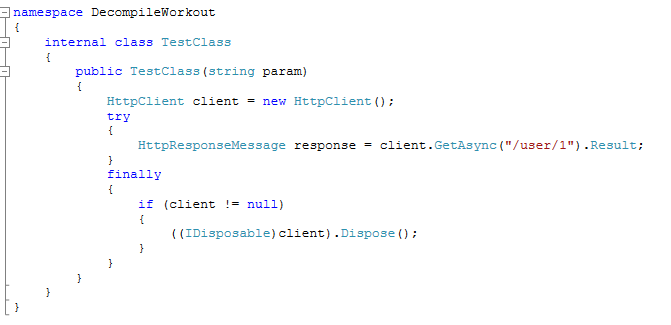 namespace DecompileWorkout
{
    internal class TestClass
    {
        public TestClass(string param)
        {
            HttpClient client = new HttpClient();
            try
            {
                HttpResponseMessage response = client.GetAsync("/user/1").Result;
            }
            finally
            {
                if (client != null)
                {
                    ((IDisposable)client).Dispose();
                }
            }
        }
    }
}